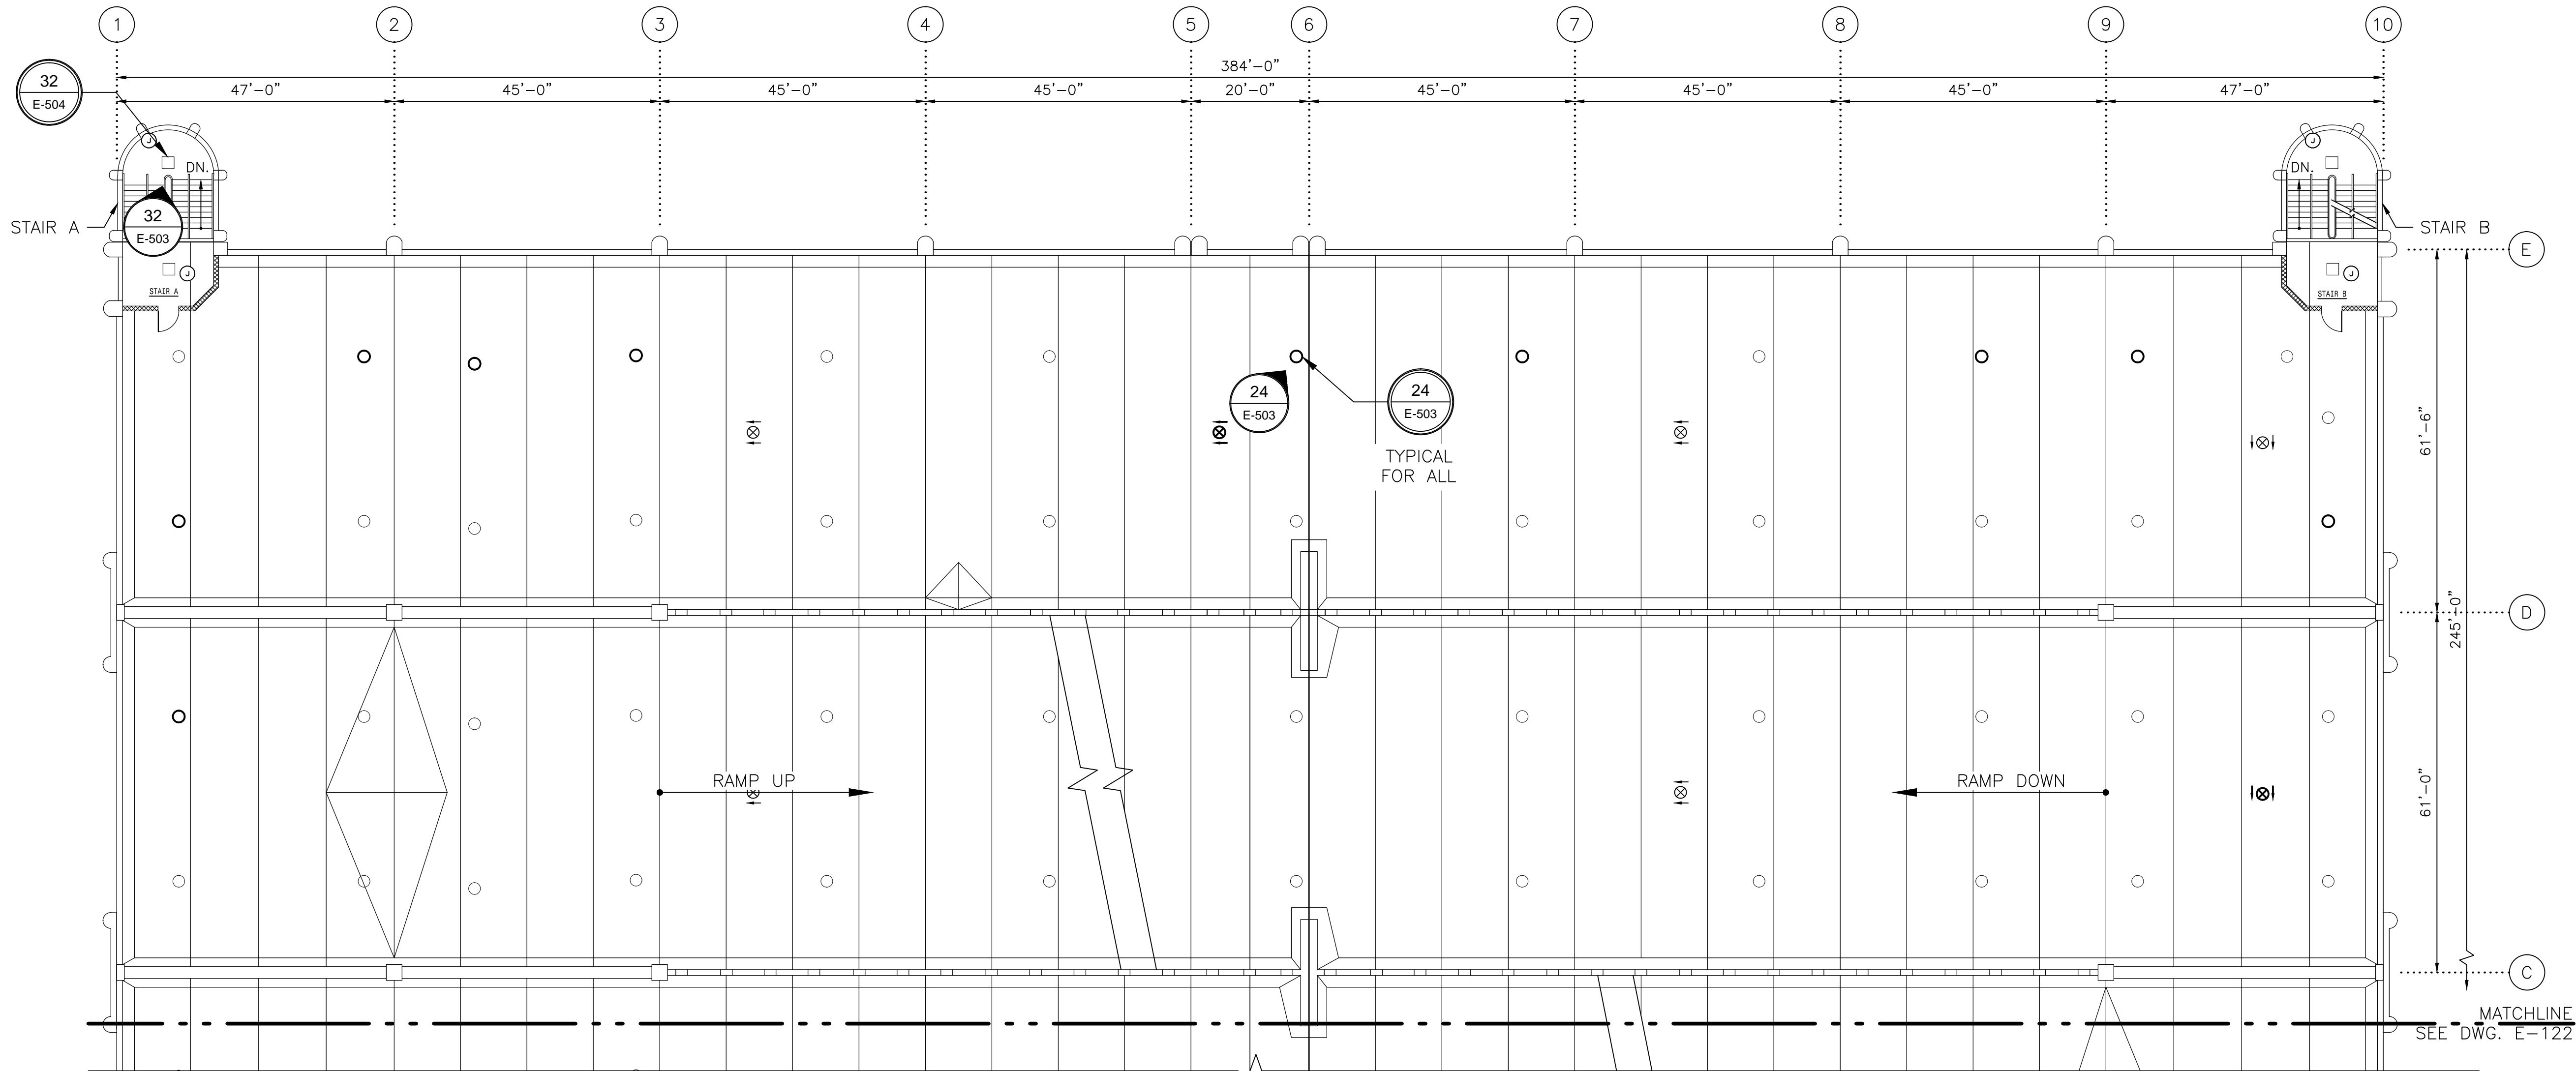 1 2 3 4 5 6 7 8 9 10
384'-0"
47'-0" 45'-0" 45'-0" 45'-0" 20'-0" 45'-0" 45'-0" 45'-0" 47'-0"
32
E-504
J
DN.
32
E-503
STAIR A
J
STAIR A
J
DN.
STAIR B
J
STAIR B
E
24
E-503
24
E-503
TYPICAL
FOR ALL
61'-6"
D
245'-0"
RAMP UP
RAMP DOWN
61'-0"
C
MATCHLINE
SEE DWG. E-122